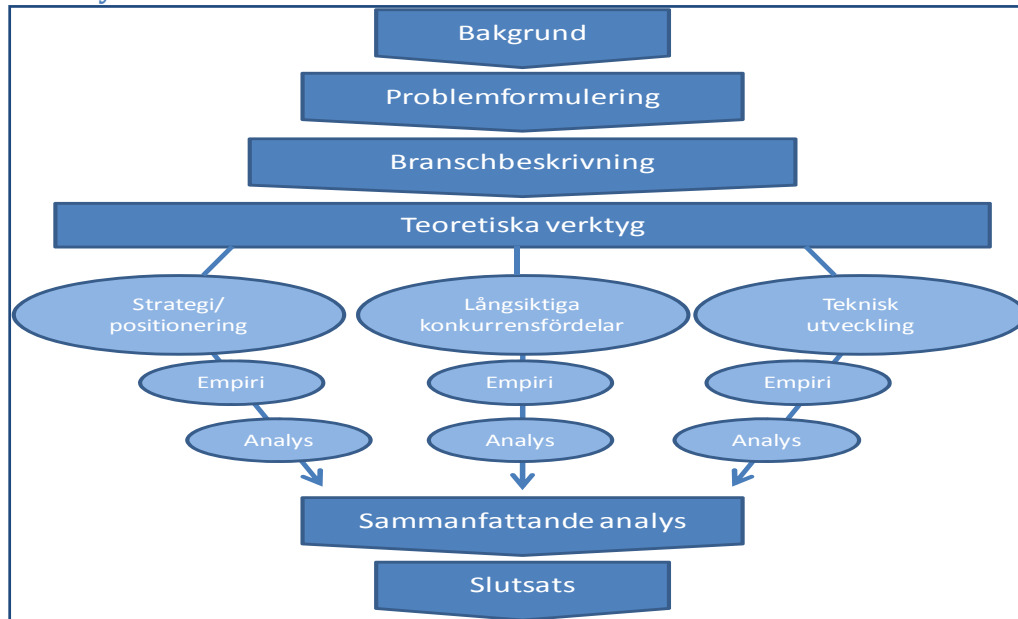 Bakgrund
Problemformulering
Branschbeskrivning
Teoretiska verktyg
Strategi/
positionering
Långsiktiga
konkurrensfördelar
Teknisk
utveckling
Empiri
Empiri
Empiri
Analys
Analys
Analys
Sammanfattande analys
Slutsats